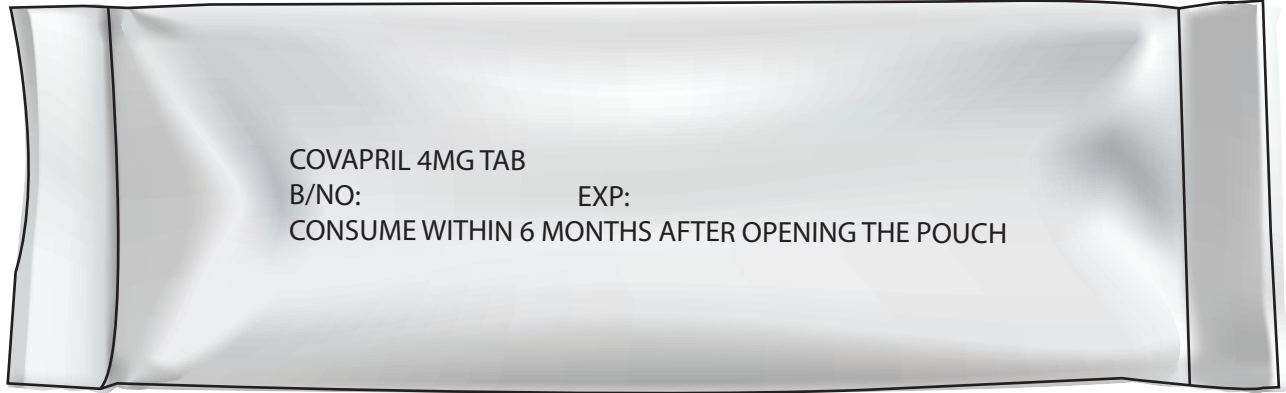 COVAPRIL 4MG TAB
B/NO: EXP:
CONSUME WITHIN 6 MONTHS AFTER OPENING THE POUCH